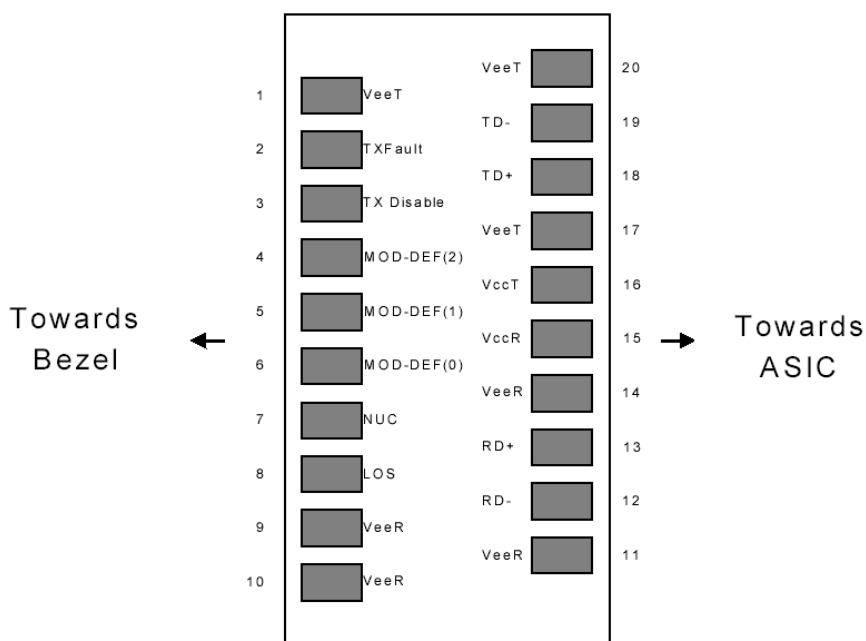 VeeT 20
1 VeeT
TD- 19
2 TXFault
TD+ 18
3 TX Disable
VeeT 17
4 MOD-DEF(2)
VccT 16
5 MOD-DEF(1)
Towards
Bezel
VccR 15
Towards
ASIC
6 MOD-DEF(0)
VeeR 14
7 NUC
RD+ 13
8 LOS
RD- 12
9 VeeR
VeeR 11
10 VeeR